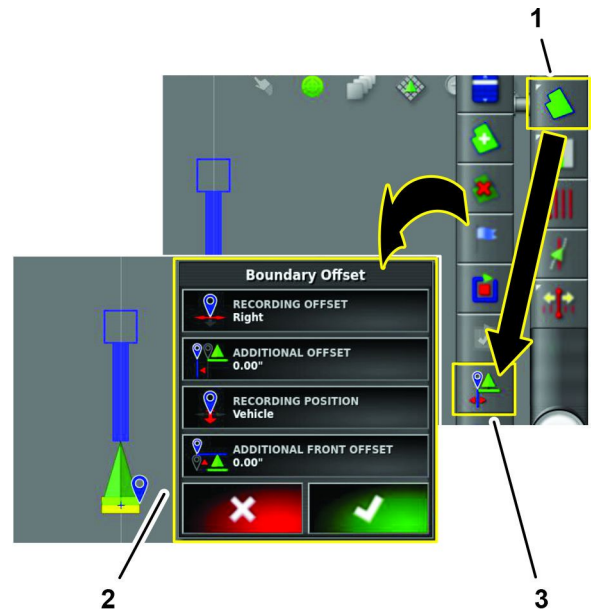 1
Boundary Offset
RECORDING OFFSET
Right
ADDITIONAL OFFSET
0.00"
RECORDING POSITION
Vehicle
ADDITIONAL FRONT OFFSET
0.00"
2
3